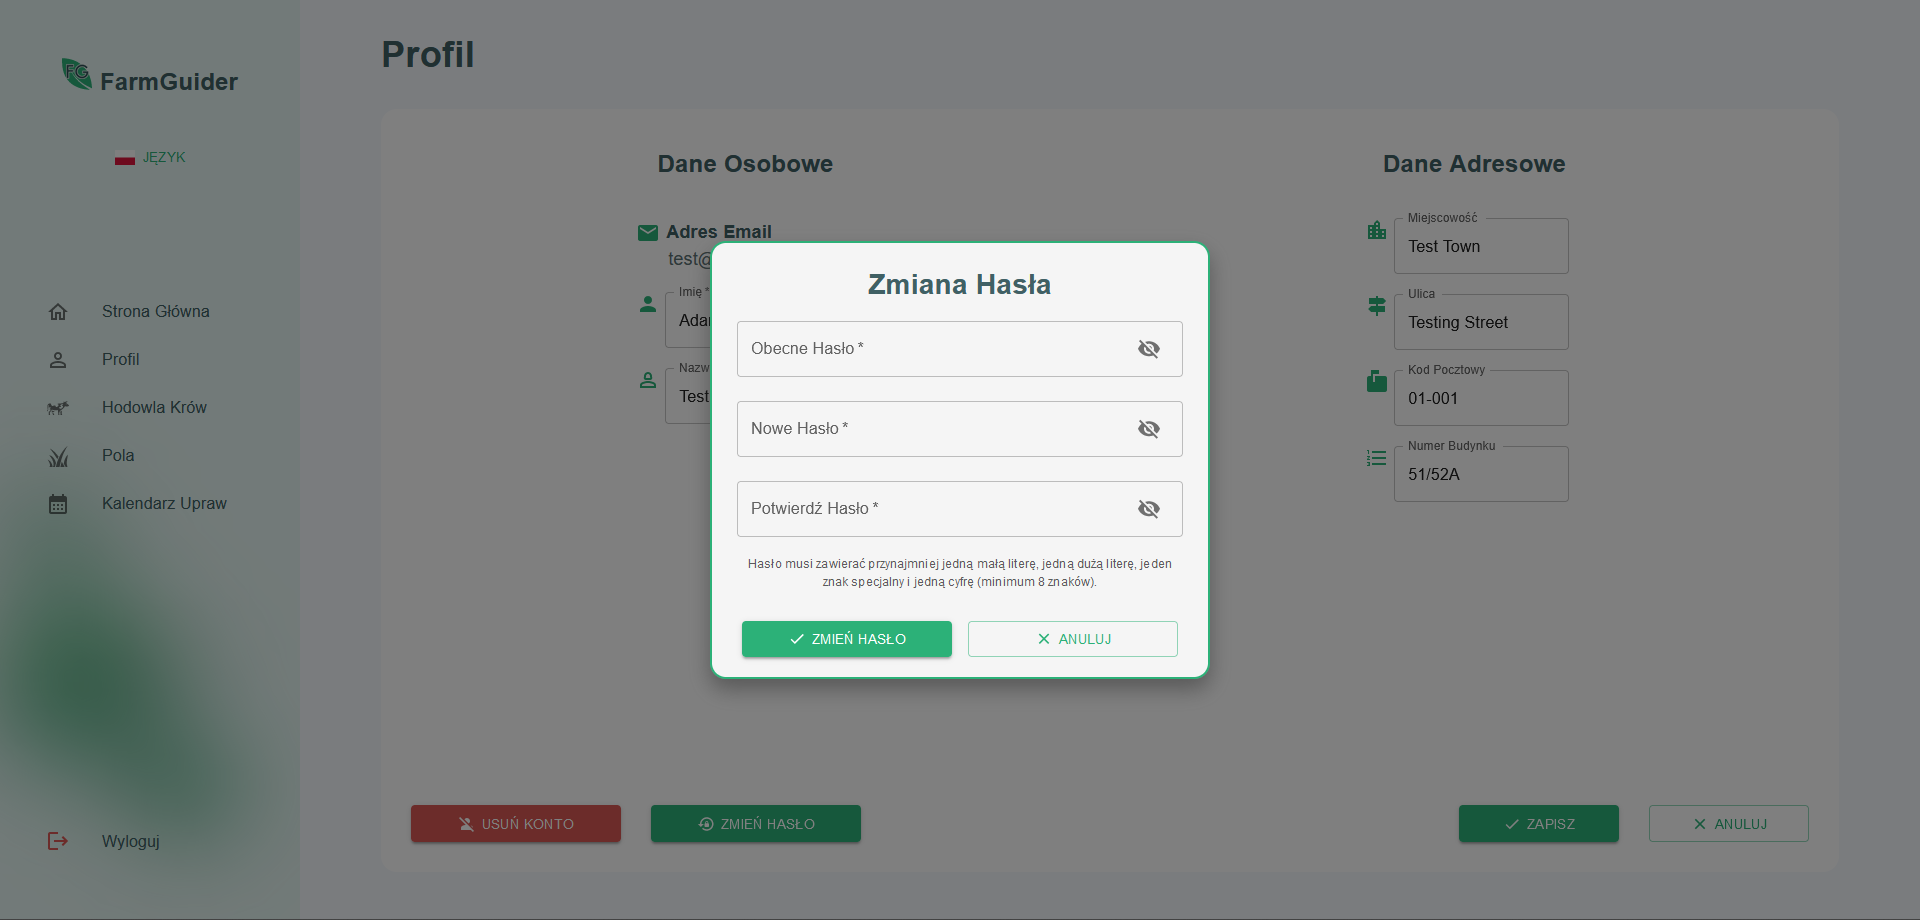 FG FarmGuider
JĘZYK
Strona Główna
Profil
Hodowla Krów
Pola
Kalendarz Upraw
Wyloguj
Profil
Dane Osobowe
Adres Email
test@
Imię *
Nazw
Test
Dane Adresowe
Miejscowość
Test Town
Ulica
Testing Street
Kod Pocztowy
01-001
Numer Budynku
51/52A
Zmiana Hasła
Obecne Hasło *
Nowe Hasło *
Potwierdź Hasło *
Hasło musi zawierać przynajmniej jedną małą literę, jedną dużą literę, jeden
znak specjalny i jedną cyfrę (minimum 8 znaków).
ZMIEŃ HASŁO
ANULUJ
USUŃ KONTO
ZMIEŃ HASŁO
ZAPISZ
ANULUJ